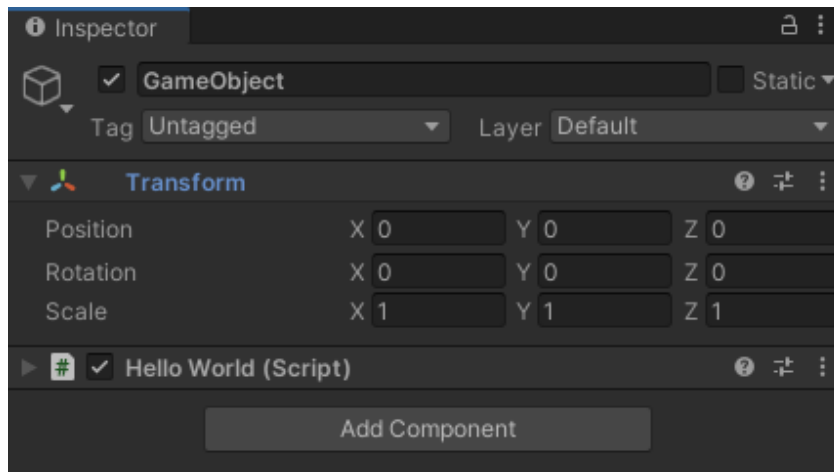 Inspector
GameObject Static
Tag Untagged Layer Default
Transform
Position X 0 Y 0 Z 0
Rotation X 0 Y 0 Z 0
Scale X 1 Y 1 Z 1
# Hello World (Script)
Add Component